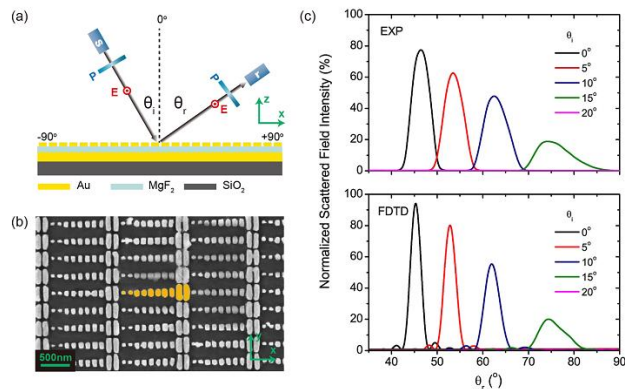 (a)
0°
S
P
P
r
E
θi
θr
E
z
x
-90°
+90°
Au
MgF2
SiO2
(b)
500nm
y
x
(c)
Normalized Scattered Field Intensity (%)
100
80
60
40
20
0
EXP
θi
0°
5°
10°
15°
20°
100
80
60
40
20
0
FDTD
θi
0°
5°
10°
15°
20°
40
50
60
70
80
90
θr (°)